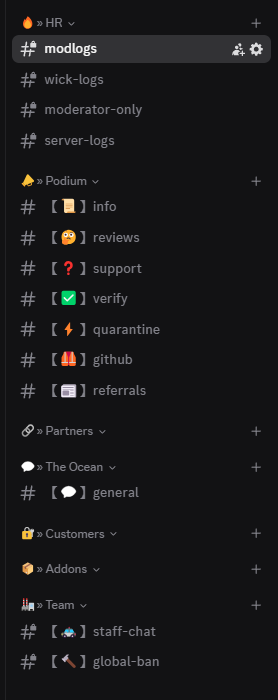 🔥 » HR
modlogs
wick-logs
moderator-only
server-logs
📣 » Podium
【📜】info
【🤔】reviews
【❓】support
【✅】verify
【⚡】quarantine
【🦺】github
【📰】referrals
🔗 » Partners
💬 » The Ocean
【💬】general
🔐 » Customers
📦 » Addons
🏭 » Team
【🌊】staff-chat
【🔨】global-ban